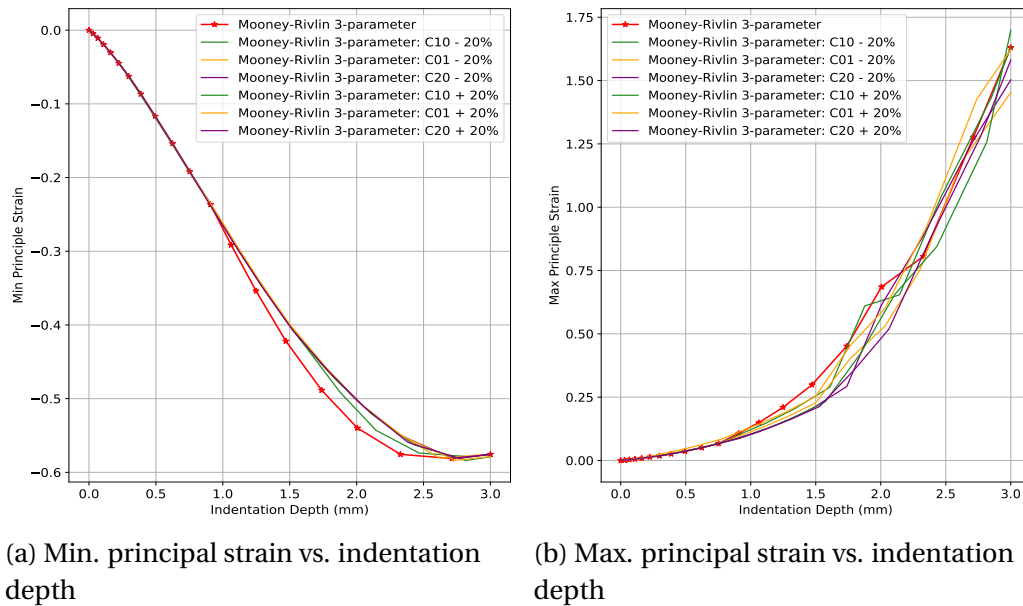 Mooney-Rivlin 3-parameter
Mooney-Rivlin 3-parameter: C10 - 20%
Mooney-Rivlin 3-parameter: C01 - 20%
Mooney-Rivlin 3-parameter: C20 - 20%
Mooney-Rivlin 3-parameter: C10 + 20%
Mooney-Rivlin 3-parameter: C01 + 20%
Mooney-Rivlin 3-parameter: C20 + 20%
0.0
−0.1
−0.2
−0.3
−0.4
−0.5
−0.6
Min Principle Strain
0.0 0.5 1.0 1.5 2.0 2.5 3.0
Indentation Depth (mm)
(a) Min. principal strain vs. indentation
depth
Mooney-Rivlin 3-parameter
Mooney-Rivlin 3-parameter: C10 - 20%
Mooney-Rivlin 3-parameter: C01 - 20%
Mooney-Rivlin 3-parameter: C20 - 20%
Mooney-Rivlin 3-parameter: C10 + 20%
Mooney-Rivlin 3-parameter: C01 + 20%
Mooney-Rivlin 3-parameter: C20 + 20%
1.75
1.50
1.25
1.00
0.75
0.50
0.25
0.00
Max Principle Strain
0.0 0.5 1.0 1.5 2.0 2.5 3.0
Indentation Depth (mm)
(b) Max. principal strain vs. indentation
depth